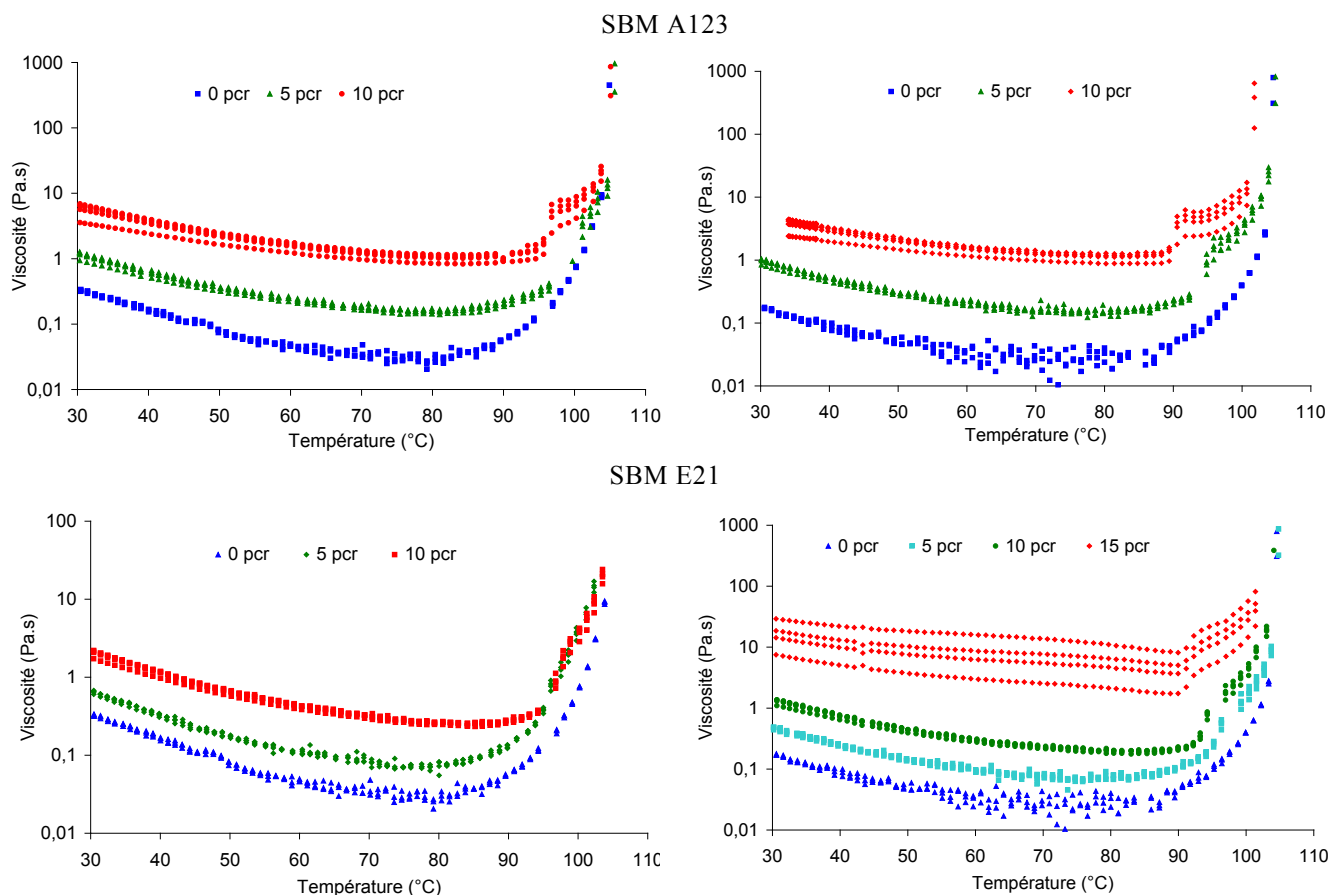 SBM A123
1000
100
10
1
0,1
0,01
Viscosité (Pa.s)
0 pcr 5 pcr 10 pcr
30 40 50 60 70 80 90 100 110
Température (°C)
1000
100
10
1
0,1
0,01
Viscosité (Pa.s)
0 pcr 5 pcr 10 pcr
30 40 50 60 70 80 90 100 110
Température (°C)
SBM E21
100
10
1
0,1
0,01
Viscosité (Pa.s)
0 pcr 5 pcr 10 pcr
30 40 50 60 70 80 90 100 110
Température (°C)
1000
100
10
1
0,1
0,01
Viscosité (Pa.s)
0 pcr 5 pcr 10 pcr 15 pcr
30 40 50 60 70 80 90 100 110
Température (°C)